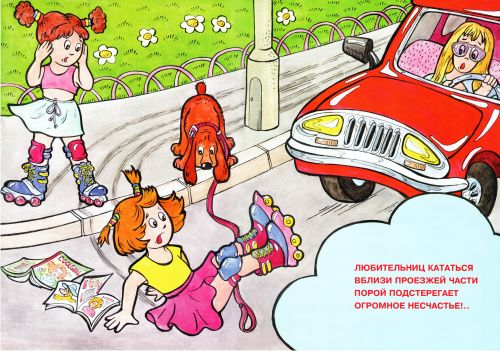 ЛЮБИТЕЛЬНИЦ КАТАТЬСЯ
ВБЛИЗИ ПРОЕЗЖЕЙ ЧАСТИ
ПОРОЙ ПОДСТЕРЕГАЕТ
ОГРОМНОЕ НЕСЧАСТЬЕ!..